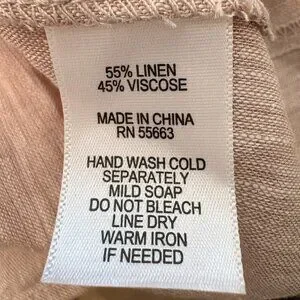 55% LINEN
45% VISCOSE
MADE IN CHINA
RN 55663
HAND WASH COLD
SEPARATELY
MILD SOAP
DO NOT BLEACH
LINE DRY
WARM IRON
IF NEEDED